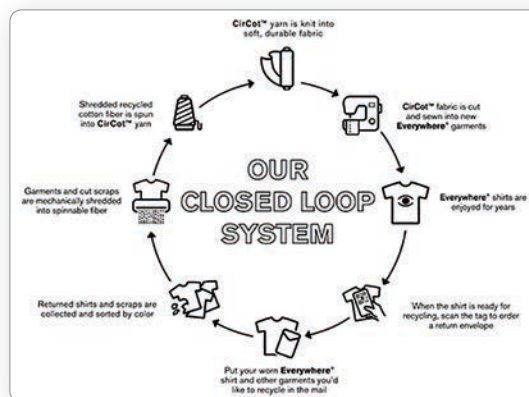 CirCot™ yarn is knit into
soft, durable fabric
CirCot™ fabric is cut
and sewn into new
Everywhere® garments
Everywhere® shirts are
enjoyed for years
When the shirt is ready for
recycling, scan the tag to order
a return envelope
Put your worn Everywhere®
shirt and other garments you'd
like to recycle in the mail
Returned shirts and scraps are
collected and sorted by color
Garments and cut scraps
are mechanically shredded
into spinnable fiber
Shredded recycled
cotton fiber is spun
into CirCot™ yarn
OUR
CLOSED LOOP
SYSTEM